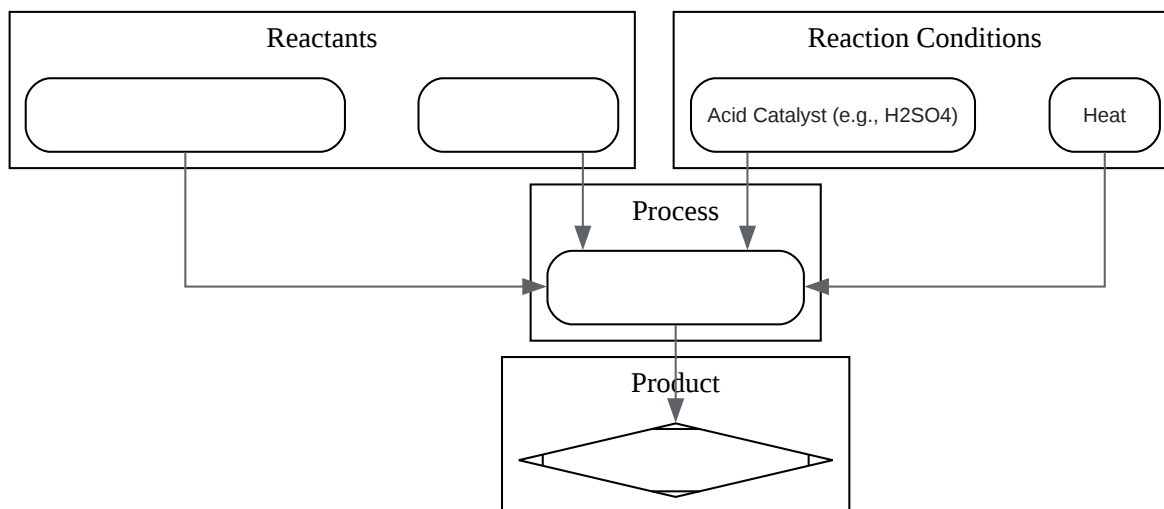 Reactants
Reaction Conditions
Acid Catalyst (e.g., H2SO4)
Heat
Process
Product